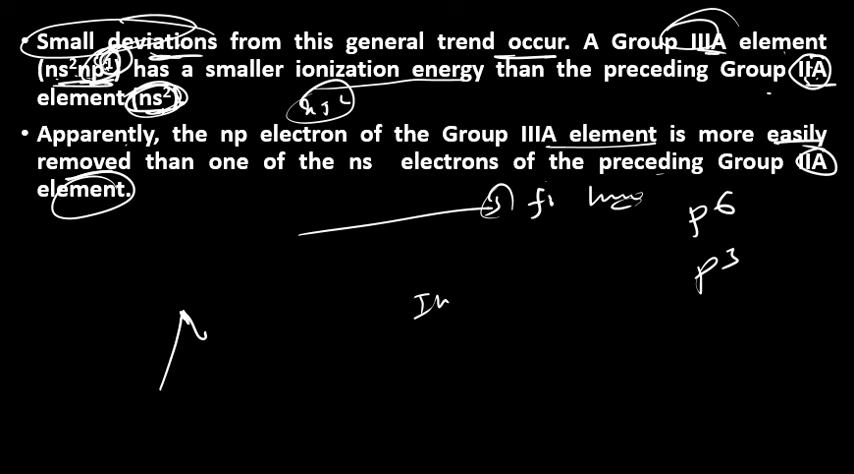 • Small deviations from this general trend occur. A Group IIIA element
(ns²np¹) has a smaller ionization energy than the preceding Group IIA
element (ns²).
• Apparently, the np electron of the Group IIIA element is more easily
removed than one of the ns electrons of the preceding Group IIA
element.
p6
p3